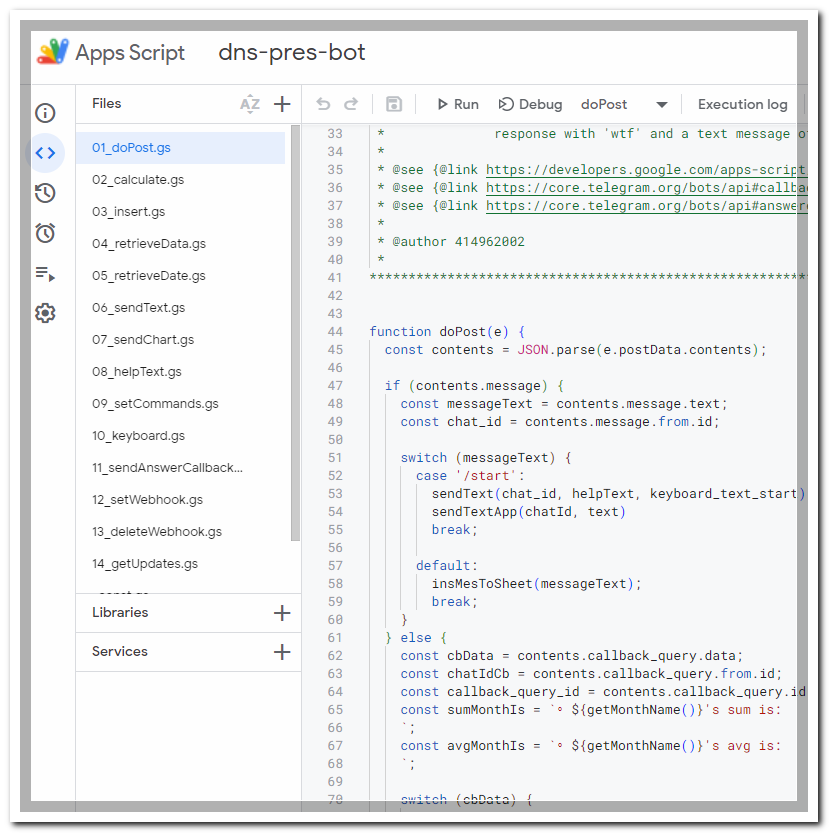 Apps Script dns-pres-bot
Files AZ
Run Debug doPost Execution log
01_doPost.gs
02_calculate.gs
03_insert.gs
04_retrieveData.gs
05_retrieveDate.gs
06_sendText.gs
07_sendChart.gs
08_helpText.gs
09_setCommands.gs
10_keyboard.gs
11_sendAnswerCallback...
12_setWebhook.gs
13_deleteWebhook.gs
14_getUpdates.gs
Libraries
Services
33 * response with 'wtf' and a text message
34 *
35 * @see {@link https://developers.google.com/apps-script
36 * @see {@link https://core.telegram.org/bots/api#callba
37 * @see {@link https://core.telegram.org/bots/api#answer
38 *
39 * @author 414962002
40 *
41 ********************************************************
42
43
44 function doPost(e) {
45 const contents = JSON.parse(e.postData.contents);
46
47 if (contents.message) {
48 const messageText = contents.message.text;
49 const chat_id = contents.message.from.id;
50
51 switch (messageText) {
52 case '/start':
53 sendText(chat_id, helpText, keyboard_text_start)
54 sendTextApp(chatId, text)
55 break;
56
57 default:
58 insMesToSheet(messageText);
59 break;
60 }
61 } else {
62 const cbData = contents.callback_query.data;
63 const chatIdCb = contents.callback_query.from.id;
64 const callback_query_id = contents.callback_query.id
65 const sumMonthIs = `◦ ${getMonthName()}'s sum is:
66 `;
67 const avgMonthIs = `◦ ${getMonthName()}'s avg is:
68 `;
69
70 switch (cbData) {